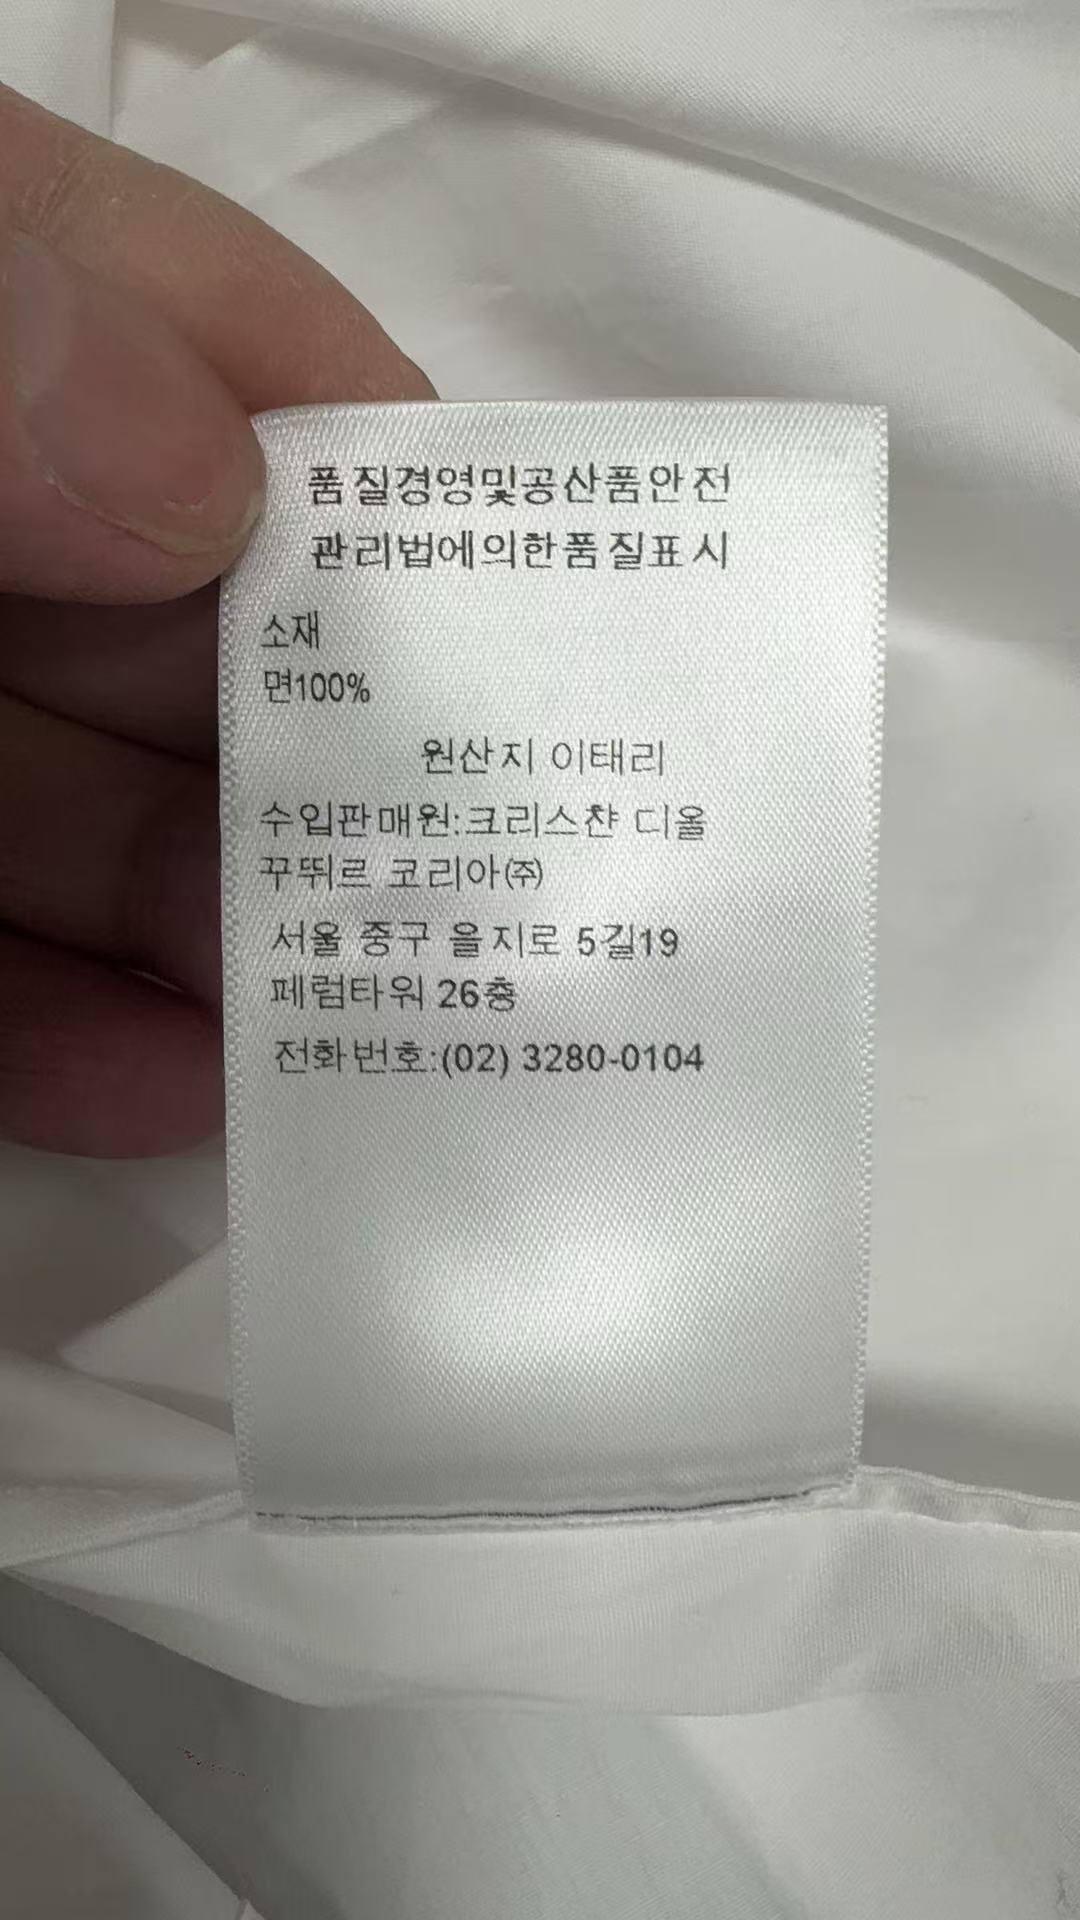 품질경영및공산품안전
관리법에의한품질표시
소재
면100%
원산지 이태리
수입판매원:크리스챤 디올
꾸뛰르 코리아㈜
서울 중구 을지로 5길19
페럼타워 26층
전화번호:(02) 3280-0104